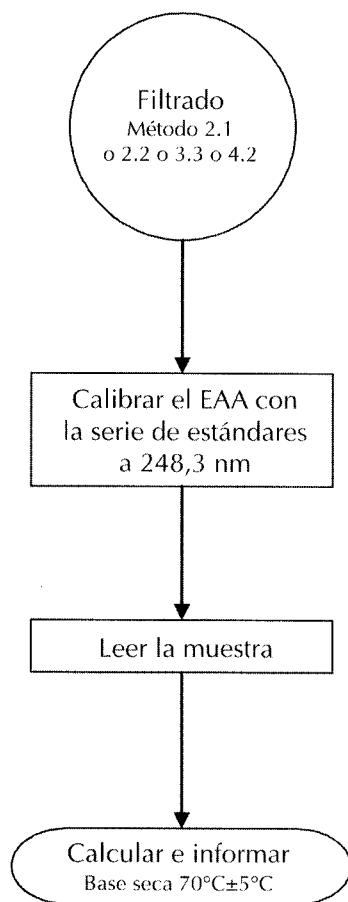 Filtrado
Método 2.1
o 2.2 o 3.3 o 4.2
Calibrar el EAA con
la serie de estándares
a 248,3 nm
Leer la muestra
Calcular e informar
Base seca 70°C±5°C